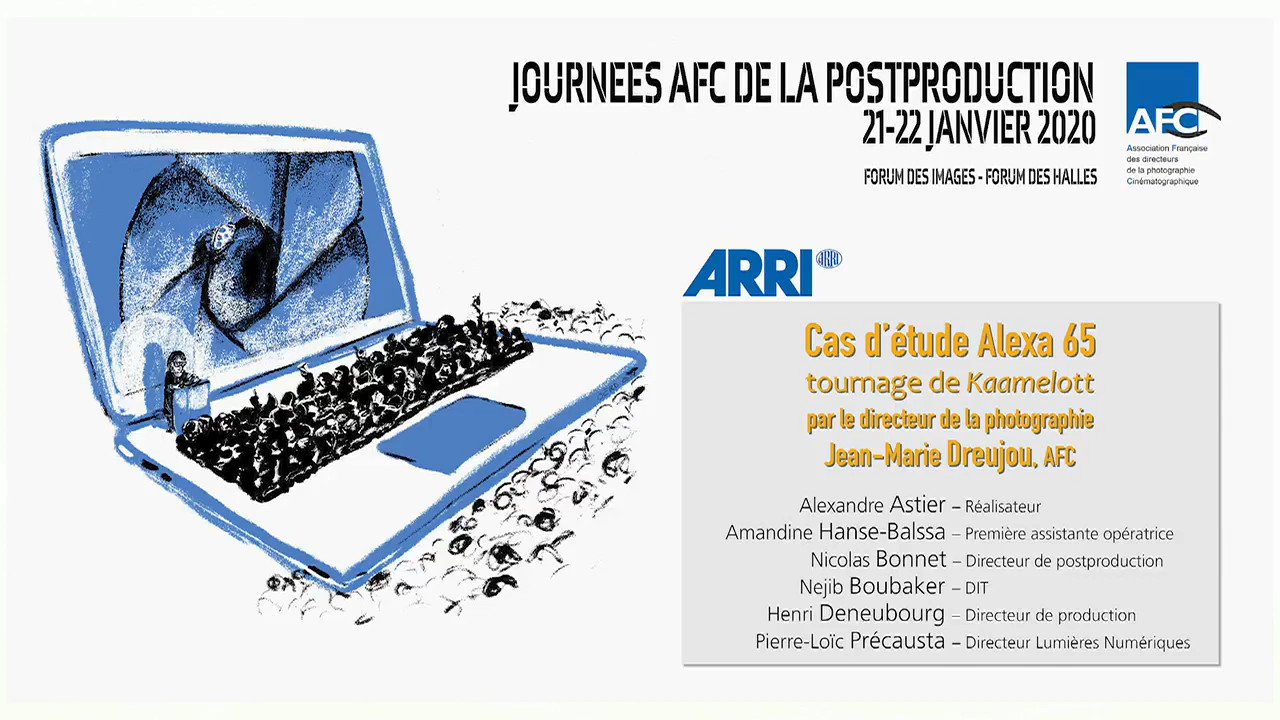 JOURNEES AFC DE LA POSTPRODUCTION
21-22 JANVIER 2020
FORUM DES IMAGES - FORUM DES HALLES
AFC
Association Française
des directeurs
de la photographie
Cinématographique
ARRI ARRI
Cas d'étude Alexa 65
tournage de Kaamelott
par le directeur de la photographie
Jean-Marie Dreujou, AFC
Alexandre Astier – Réalisateur
Amandine Hanse-Balssa – Première assistante opératrice
Nicolas Bonnet – Directeur de postproduction
Nejib Boubaker – DIT
Henri Deneubourg – Directeur de production
Pierre-Loïc Précausta – Directeur Lumières Numériques